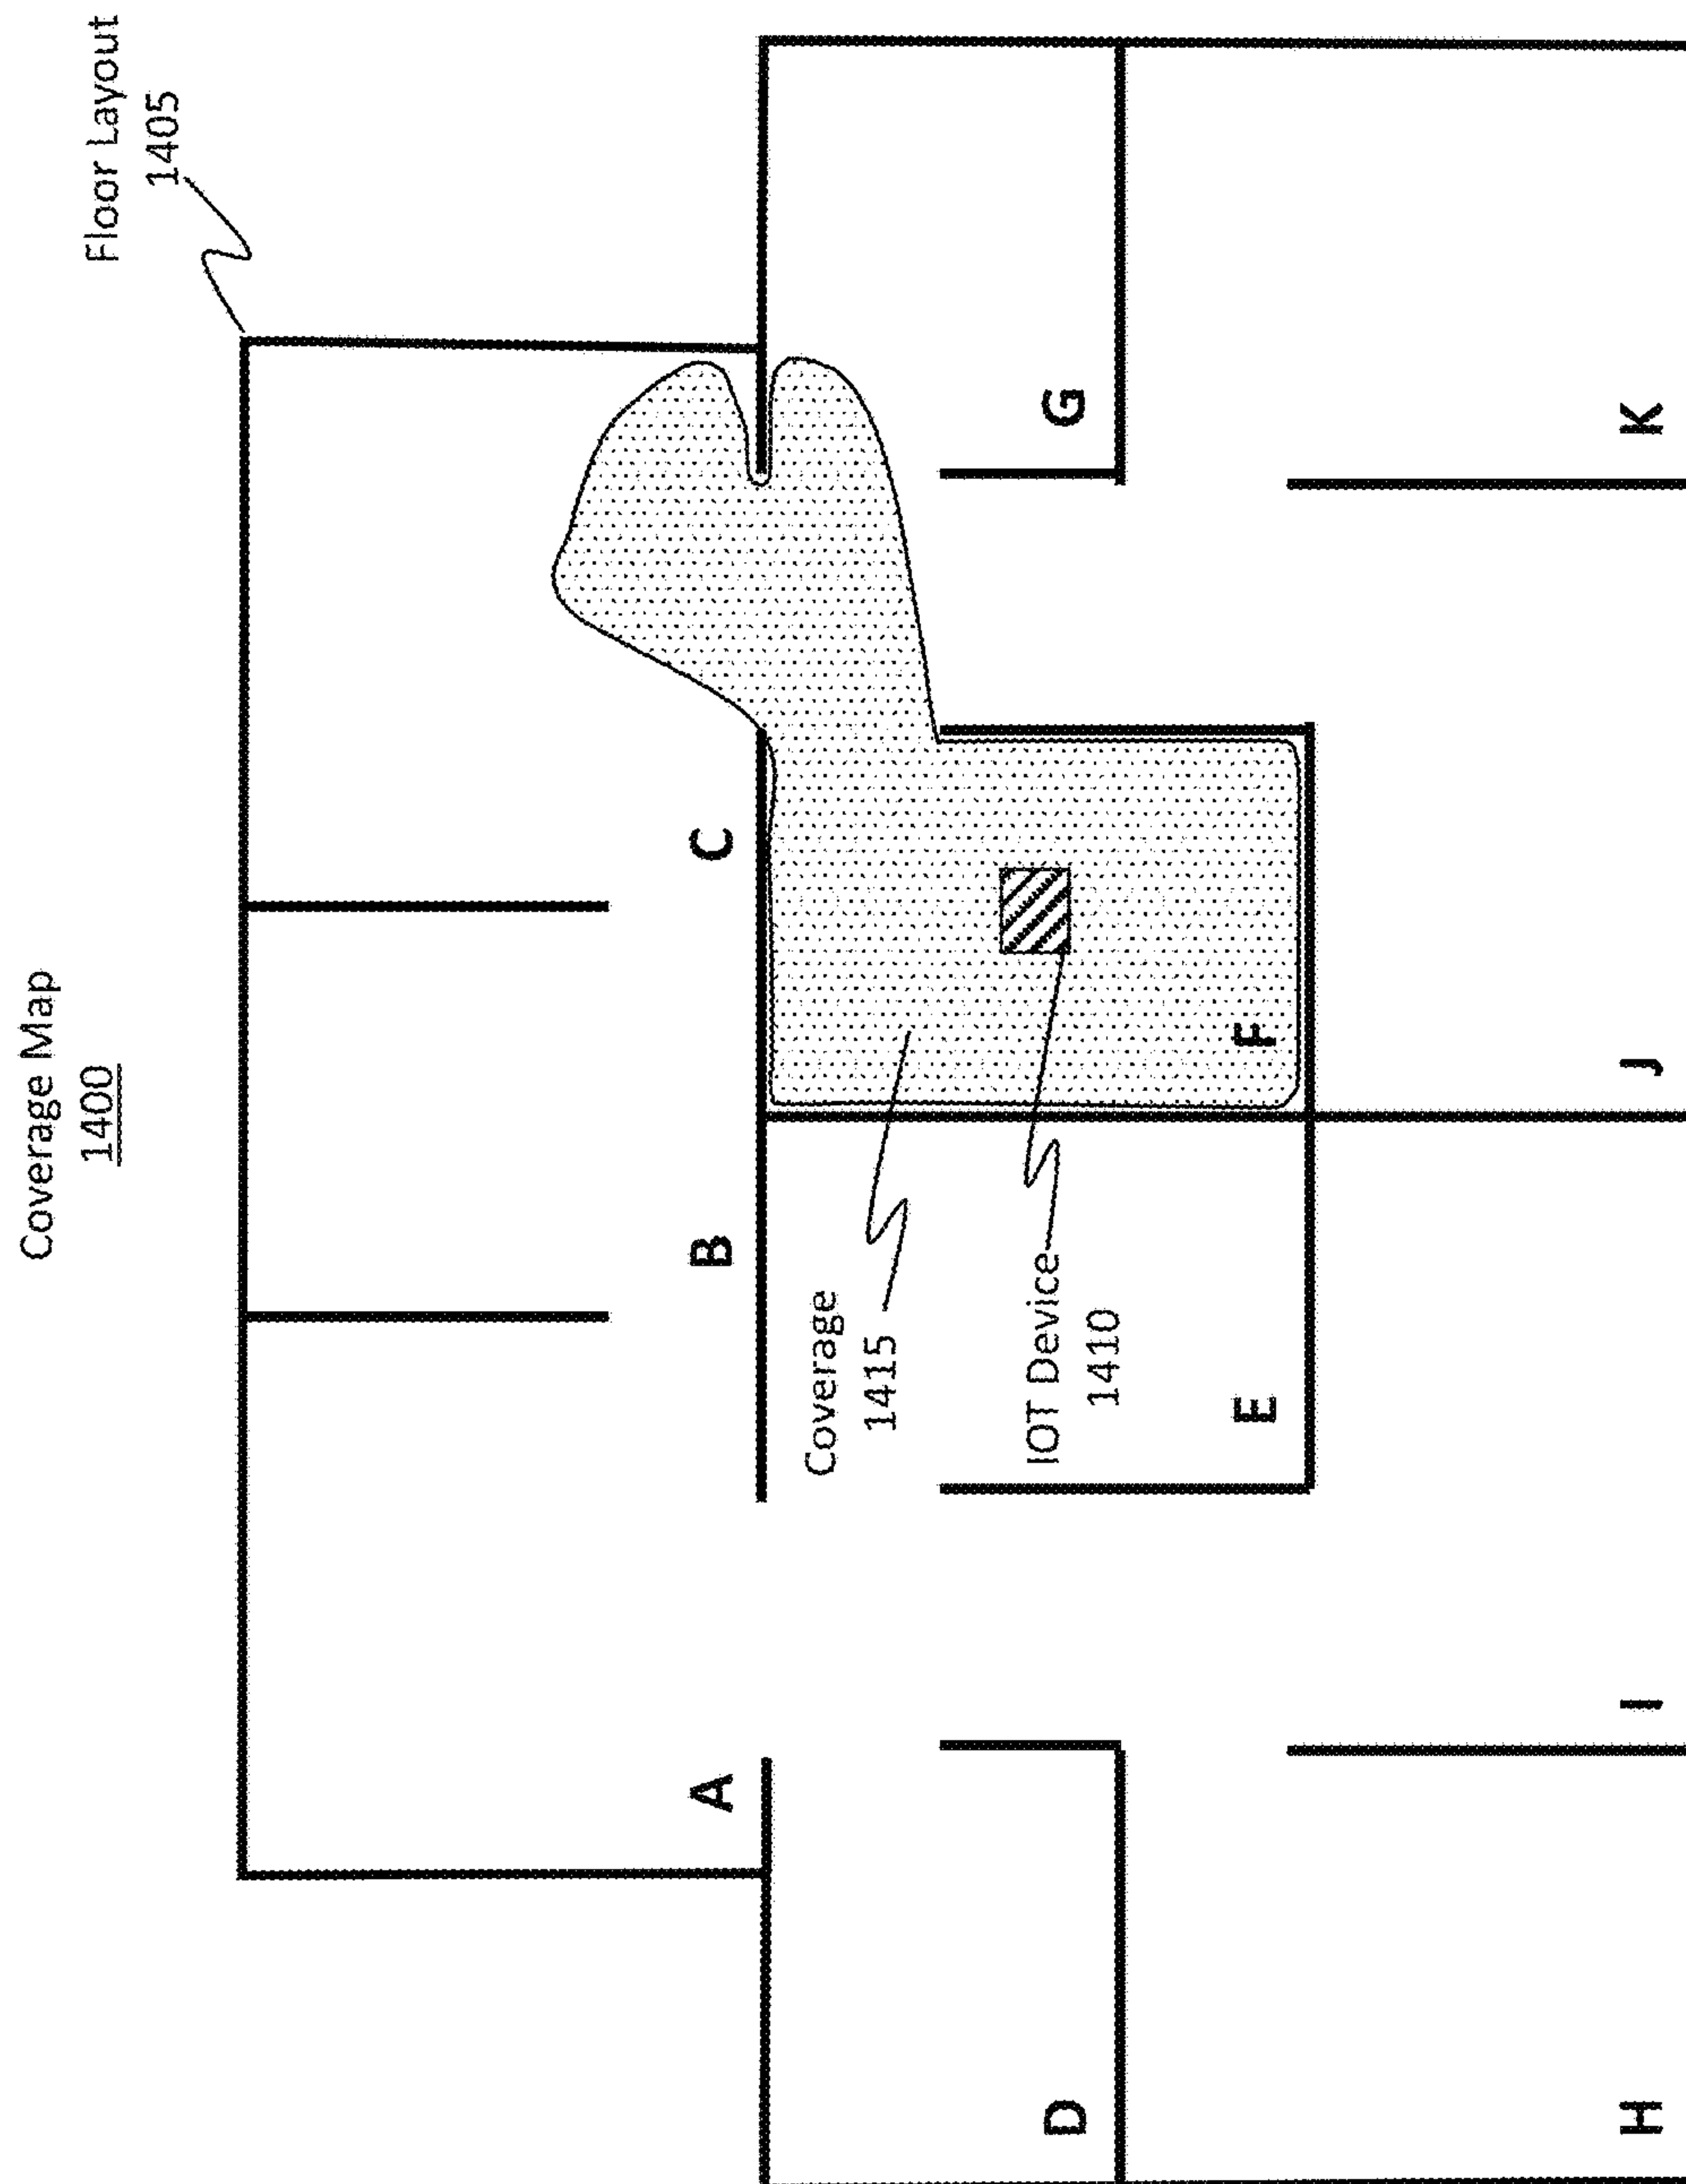 Coverage Map
1400
Floor Layout
1405
A
B
C
Coverage
1415
IOT Device
1410
D
E
F
G
H
I
J
K